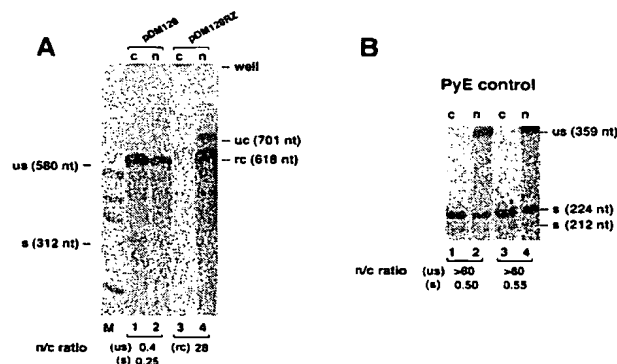 A
pDM128
pDM128RZ
c n c n
well
uc (701 nt)
rc (618 nt)
us (580 nt)
s (312 nt)
M 1 2 3 4
n/c ratio (us) 0.4 (rc) 28
(s) 0.25
B
PyE control
c n c n
us (359 nt)
s (224 nt)
s (212 nt)
1 2 3 4
n/c ratio (us) >60 >60
(s) 0.50 0.55